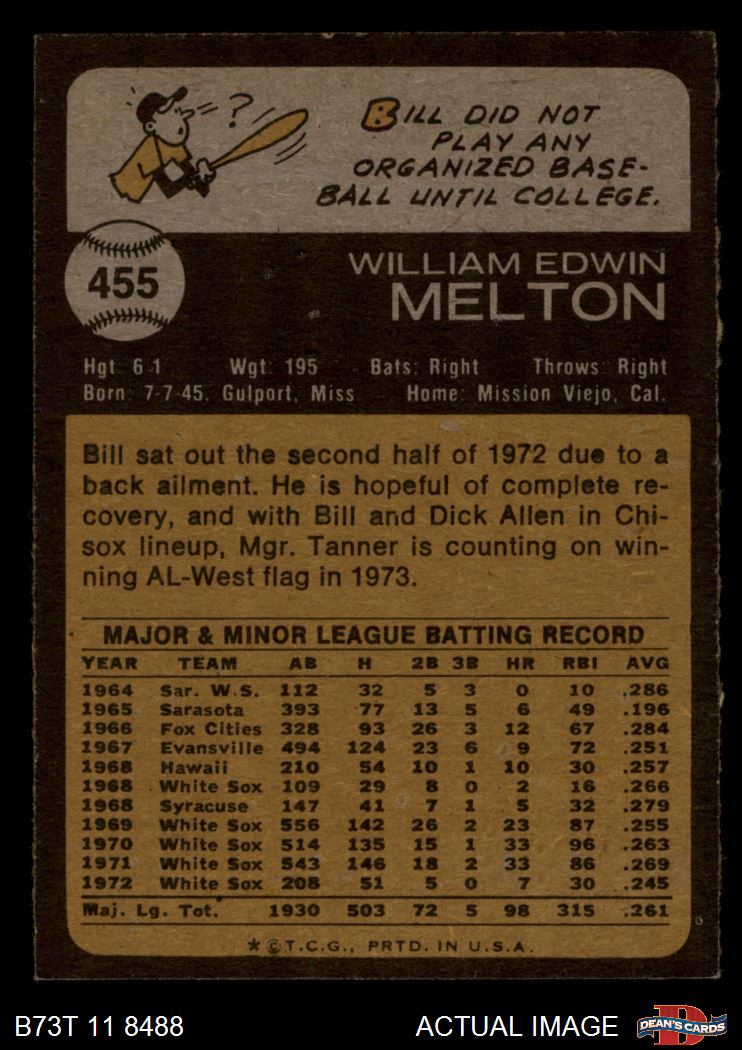 ?
BILL DID NOT
PLAY ANY
ORGANIZED BASE-
BALL UNTIL COLLEGE.
455
WILLIAM EDWIN
MELTON
Hgt: 6-1 Wgt: 195 Bats: Right Throws: Right
Born: 7-7-45, Gulport, Miss Home: Mission Viejo, Cal.
Bill sat out the second half of 1972 due to a
back ailment. He is hopeful of complete re-
covery, and with Bill and Dick Allen in Chi-
sox lineup, Mgr. Tanner is counting on win-
ning AL-West flag in 1973.
MAJOR & MINOR LEAGUE BATTING RECORD
YEAR TEAM AB H 2B 3B HR RBI AVG
1964 Sar. W.S. 112 32 5 3 0 10 .286
1965 Sarasota 393 77 13 5 6 49 .196
1966 Fox Cities 328 93 26 3 12 67 .284
1967 Evansville 494 124 23 6 9 72 .251
1968 Hawaii 210 54 10 1 10 30 .257
1968 White Sox 109 29 8 0 2 16 .266
1968 Syracuse 147 41 7 1 5 32 .279
1969 White Sox 556 142 26 2 23 87 .255
1970 White Sox 514 135 15 1 33 96 .263
1971 White Sox 543 146 18 2 33 86 .269
1972 White Sox 208 51 5 0 7 30 .245
Maj. Lg. Tot. 1930 503 72 5 98 315 .261
*©T.C.G., PRTD. IN U.S.A.
B73T 11 8488 ACTUAL IMAGE D DEAN'S CARDS